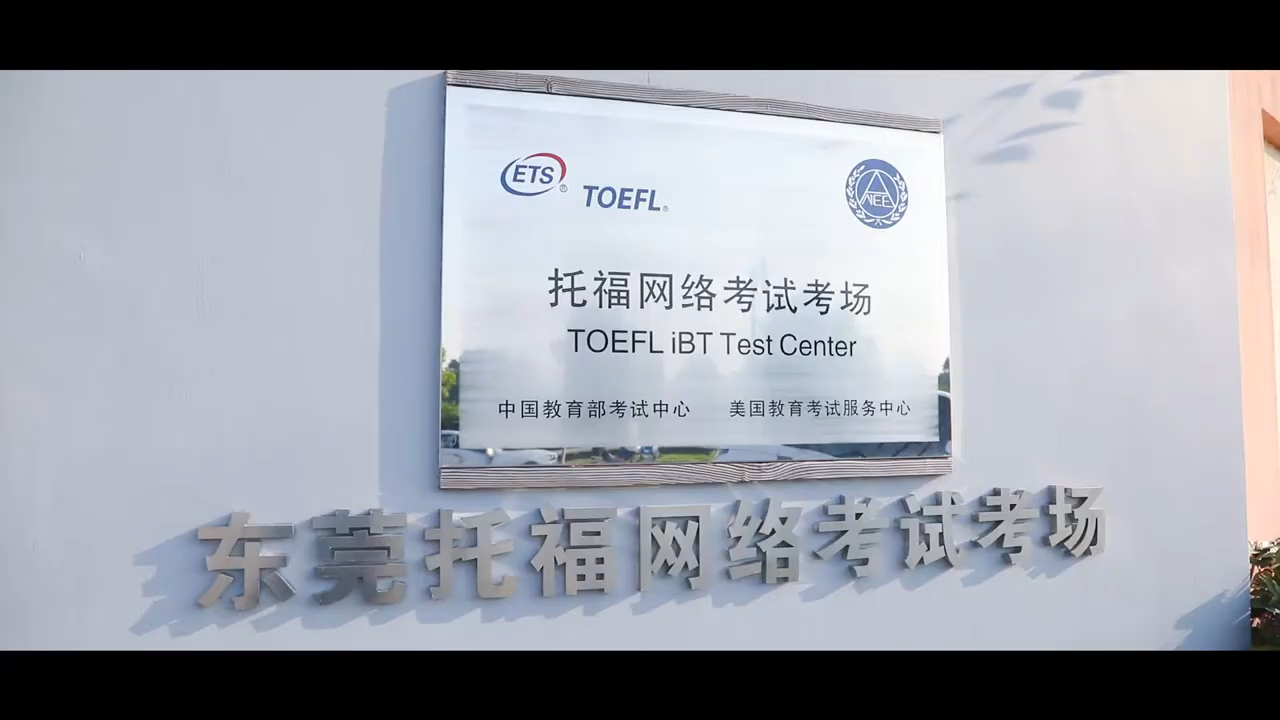 ETS®
TOEFL®
NEEA
托福网络考试考场
TOEFL iBT Test Center
中国教育部考试中心 美国教育考试服务中心
东莞托福网络考试考场